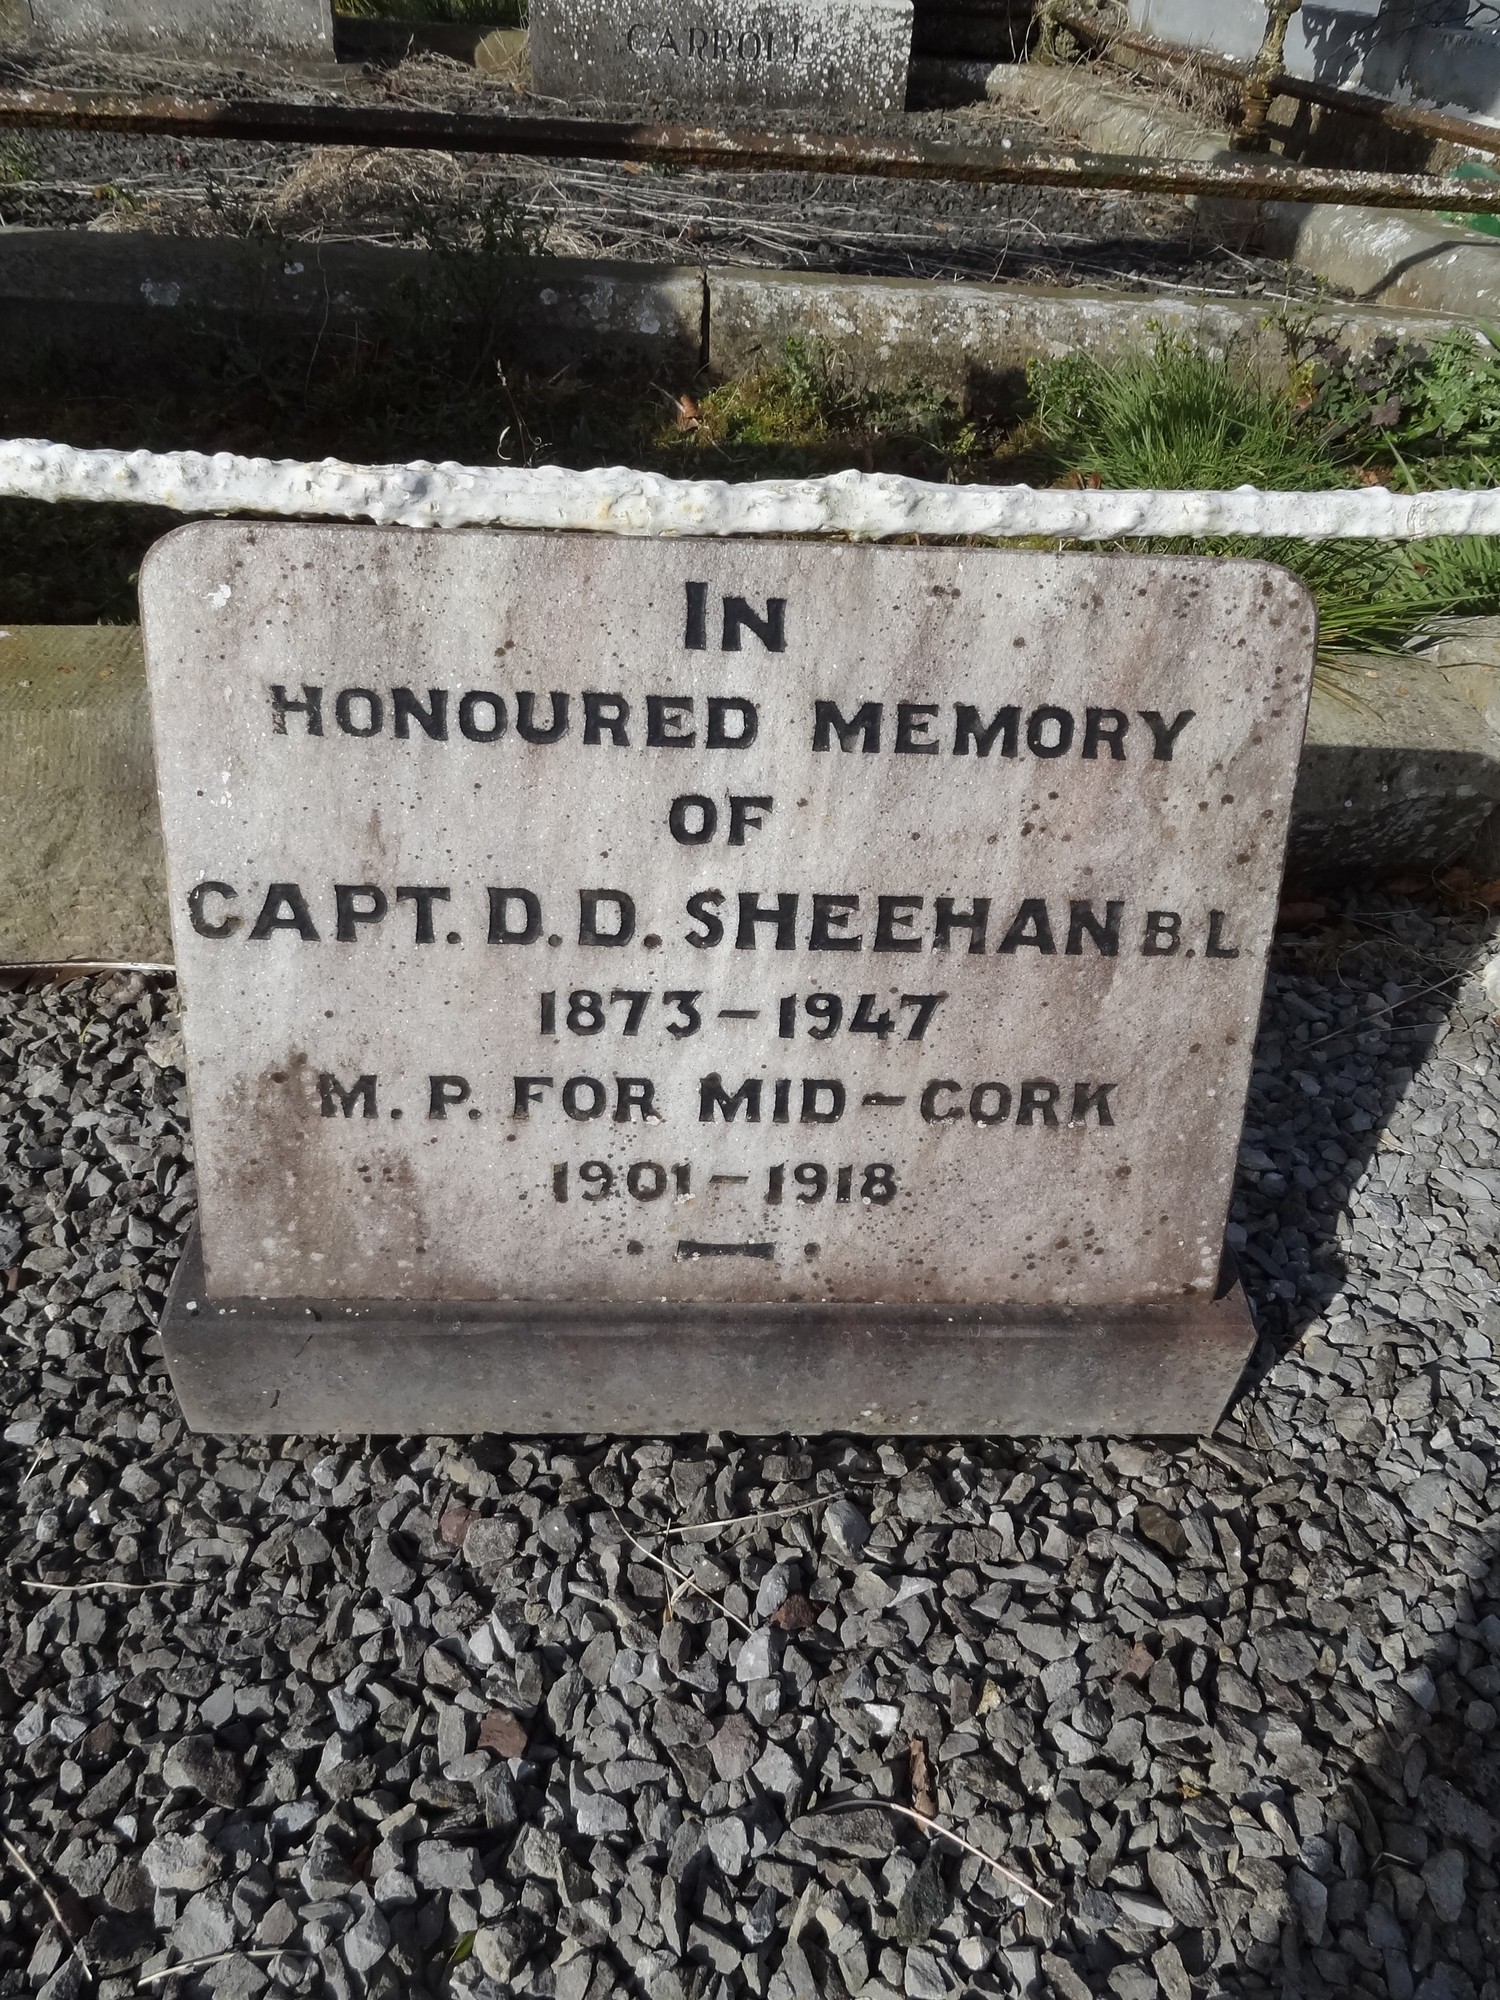 CARROLL
IN
HONOURED MEMORY
OF
CAPT. D.D. SHEEHAN B.L
1873-1947
M. P. FOR MID-CORK
1901-1918